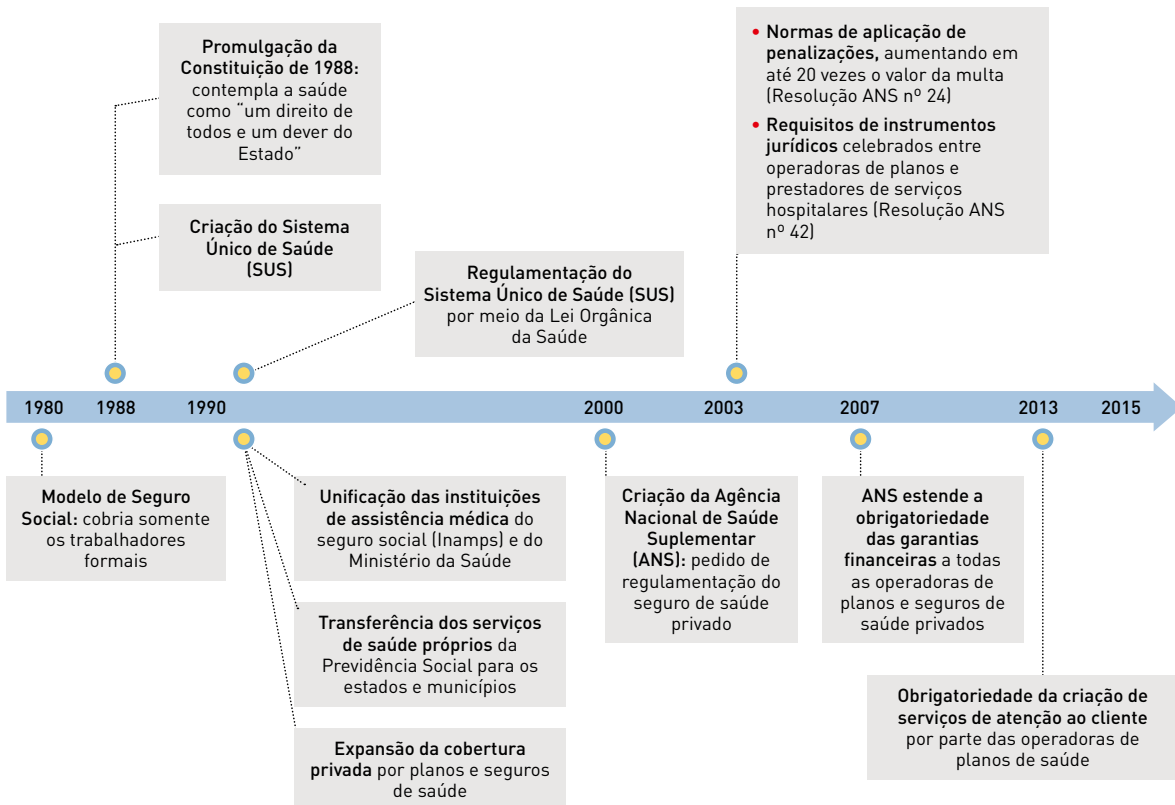 Promulgação da
Constituição de 1988:
contempla a saúde
como “um direito de
todos e um dever do
Estado”
Criação do Sistema
Único de Saúde
(SUS)
Regulamentação do
Sistema Único de Saúde (SUS)
por meio da Lei Orgânica
da Saúde
• Normas de aplicação de
penalizações, aumentando em
até 20 vezes o valor da multa
(Resolução ANS nº 24)
• Requisitos de instrumentos
jurídicos celebrados entre
operadoras de planos e
prestadores de serviços
hospitalares (Resolução ANS
nº 42)
1980 1988 1990 2000 2003 2007 2013 2015
Modelo de Seguro
Social: cobria somente
os trabalhadores
formais
Unificação das instituições
de assistência médica do
seguro social (Inamps) e do
Ministério da Saúde
Transferência dos serviços
de saúde próprios da
Previdência Social para os
estados e municípios
Expansão da cobertura
privada por planos e seguros
de saúde
Criação da Agência
Nacional de Saúde
Suplementar
(ANS): pedido de
regulamentação do
seguro de saúde
privado
ANS estende a
obrigatoriedade
das garantias
financeiras a todas
as operadoras de
planos e seguros de
saúde privados
Obrigatoriedade da criação de
serviços de atenção ao cliente
por parte das operadoras de
planos de saúde